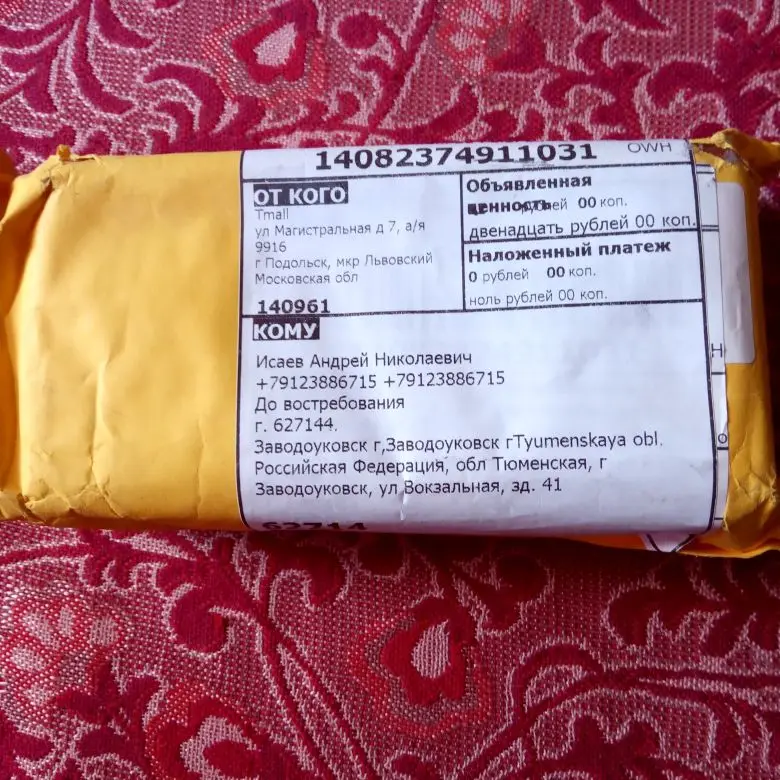 14082374911031
OWH
ОТ КОГО
Tmall
ул Магистральная д 7, а/я
9916
г Подольск, мкр Львовский
Московская обл
140961
Объявленная
ценность
00 коп.
двенадцать рублей 00 коп.
Наложенный платеж
0 рублей 00 коп.
ноль рублей 00 коп.
КОМУ
Исаев Андрей Николаевич
+79123886715 +79123886715
До востребования
г. 627144.
Заводоуковск г,Заводоуковск гTyumenskaya obl.
Российская Федерация, обл Тюменская, г
Заводоуковск, ул Вокзальная, зд. 41